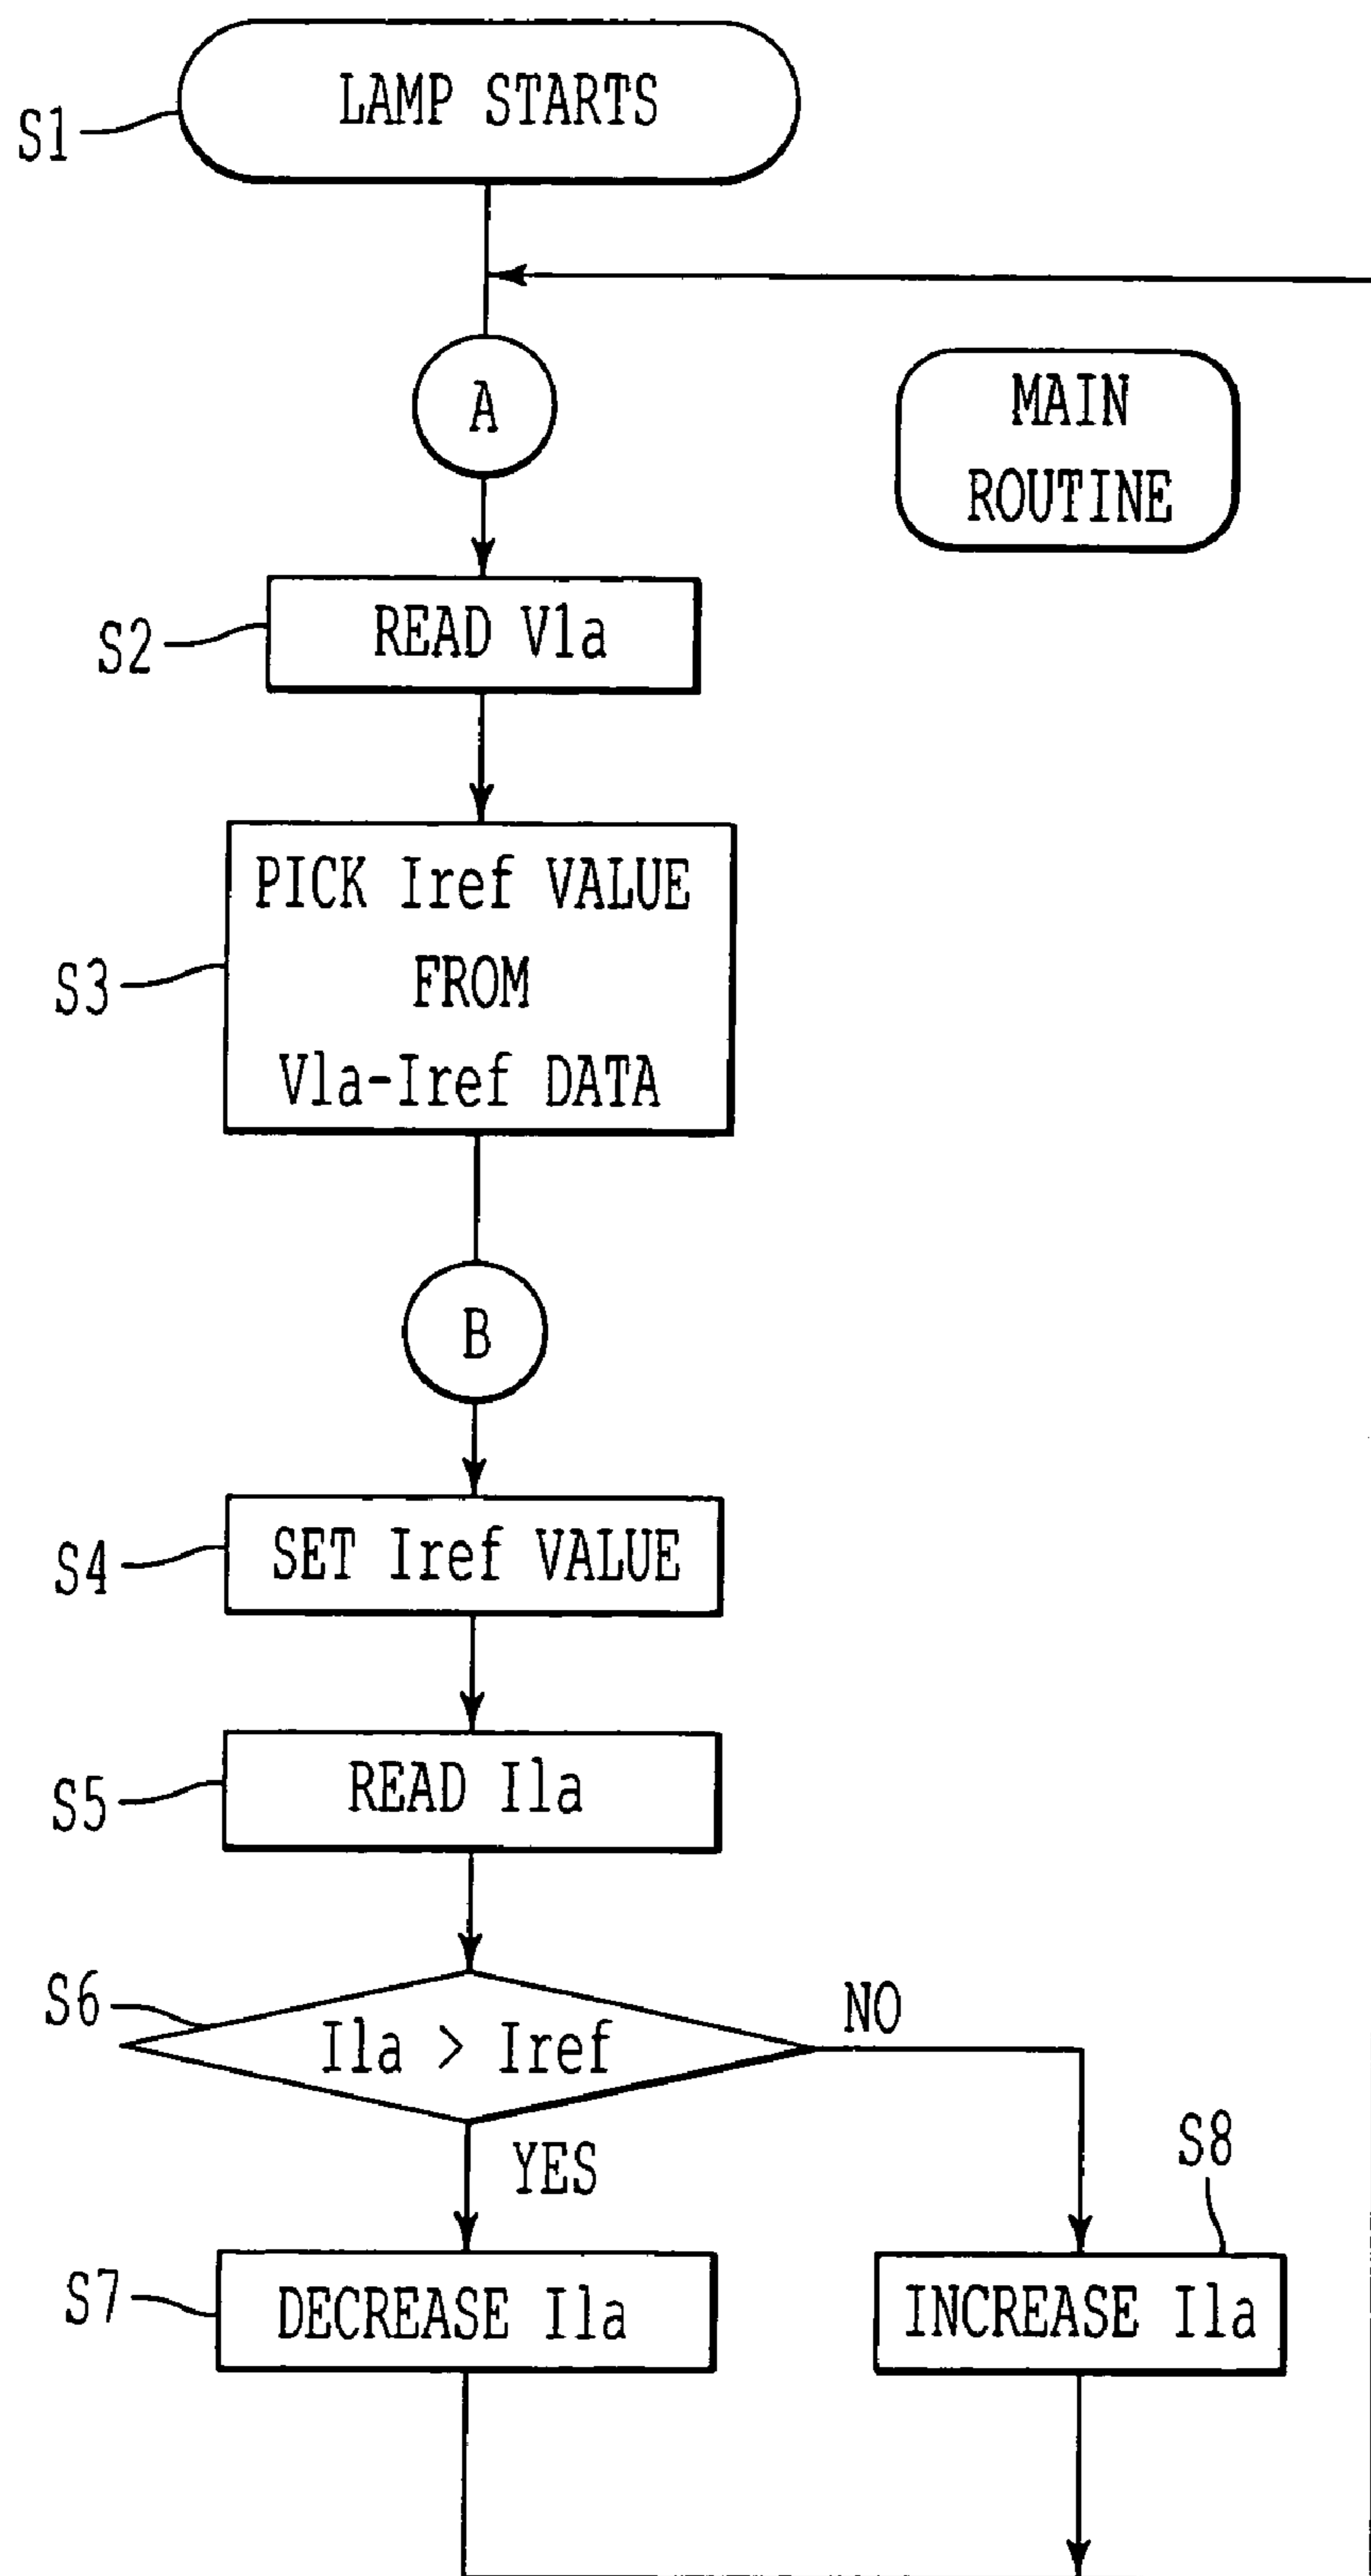 S1
LAMP STARTS
A
MAIN
ROUTINE
S2
READ Vla
S3
PICK Iref VALUE
FROM
Vla-Iref DATA
B
S4
SET Iref VALUE
S5
READ Ila
S6
Ila > Iref
NO
YES
S8
S7
DECREASE Ila
INCREASE Ila